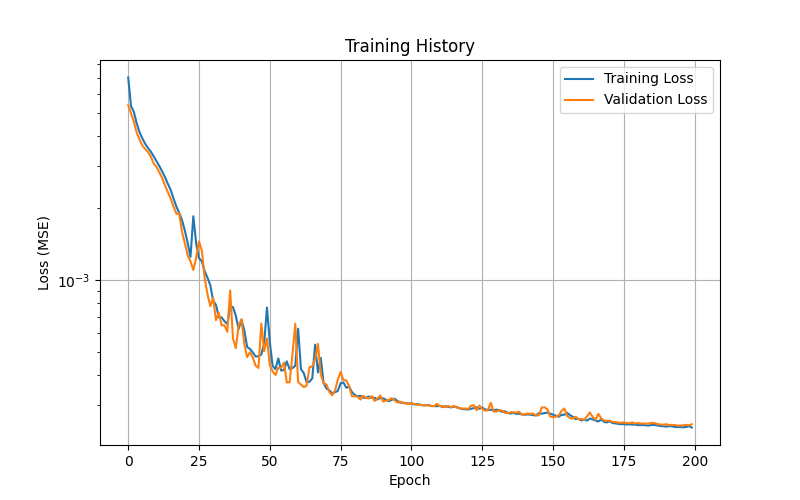 Training History
Training Loss
Validation Loss
Loss (MSE)
10⁻³
0 25 50 75 100 125 150 175 200
Epoch